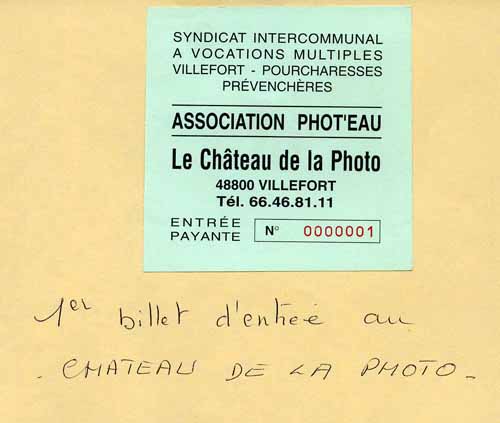 SYNDICAT INTERCOMMUNAL
A VOCATIONS MULTIPLES
VILLEFORT - POURCHARESSES
PRÉVENCHÈRES
ASSOCIATION PHOT'EAU
Le Château de la Photo
48800 VILLEFORT
Tél. 66.46.81.11
ENTRÉE
PAYANTE
N° 0000001
1er billet d'entrée au
- CHATEAU DE LA PHOTO -